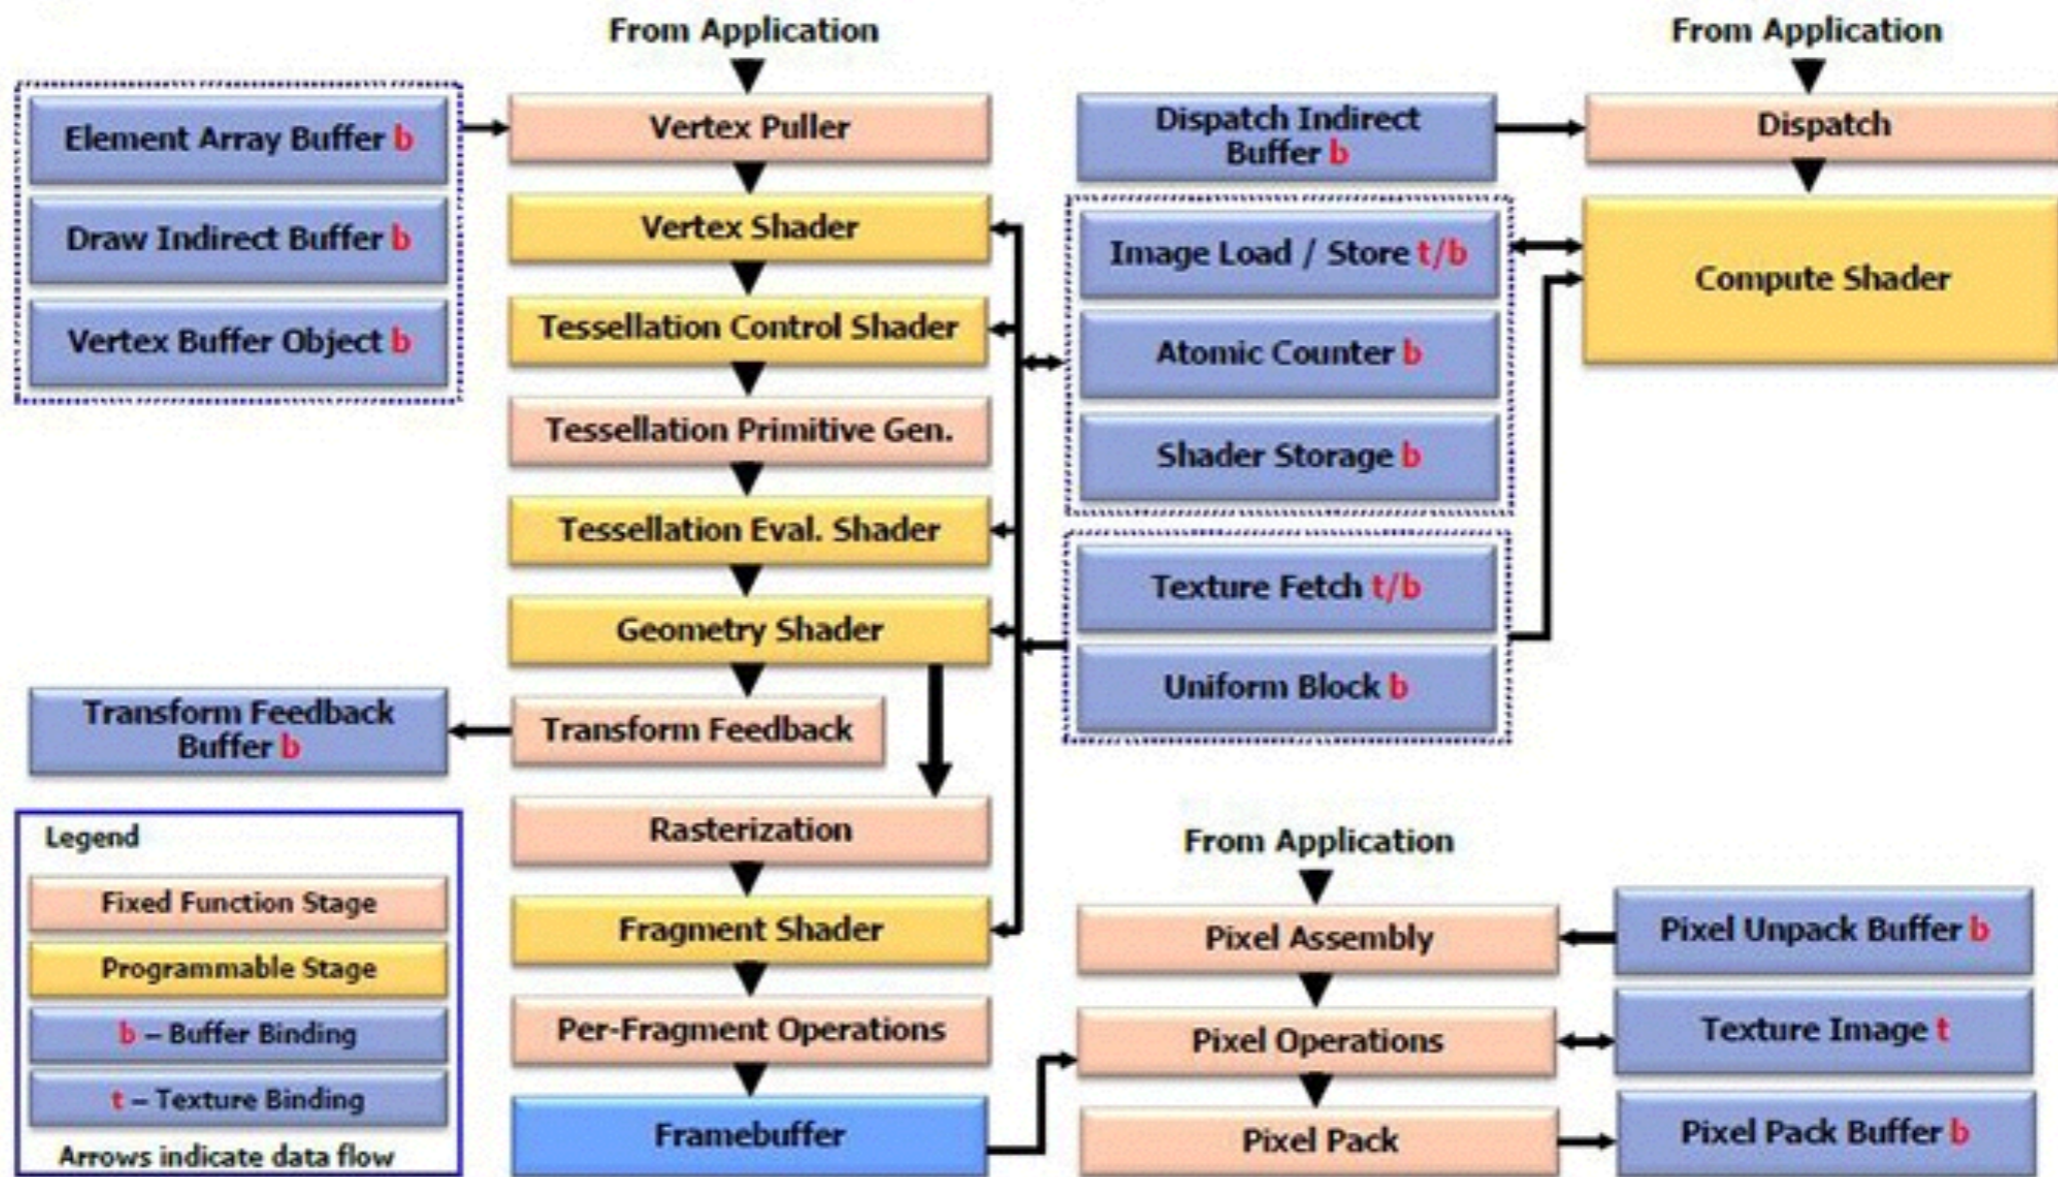 From Application
Element Array Buffer b
Draw Indirect Buffer b
Vertex Buffer Object b
Vertex Puller
Vertex Shader
Tessellation Control Shader
Tessellation Primitive Gen.
Tessellation Eval. Shader
Geometry Shader
Transform Feedback
Transform Feedback
Buffer b
Rasterization
Fragment Shader
Per-Fragment Operations
Framebuffer
Legend
Fixed Function Stage
Programmable Stage
b – Buffer Binding
t – Texture Binding
Arrows indicate data flow
From Application
Dispatch Indirect
Buffer b
Dispatch
Image Load / Store t/b
Atomic Counter b
Shader Storage b
Compute Shader
Texture Fetch t/b
Uniform Block b
From Application
Pixel Assembly
Pixel Unpack Buffer b
Pixel Operations
Texture Image t
Pixel Pack
Pixel Pack Buffer b